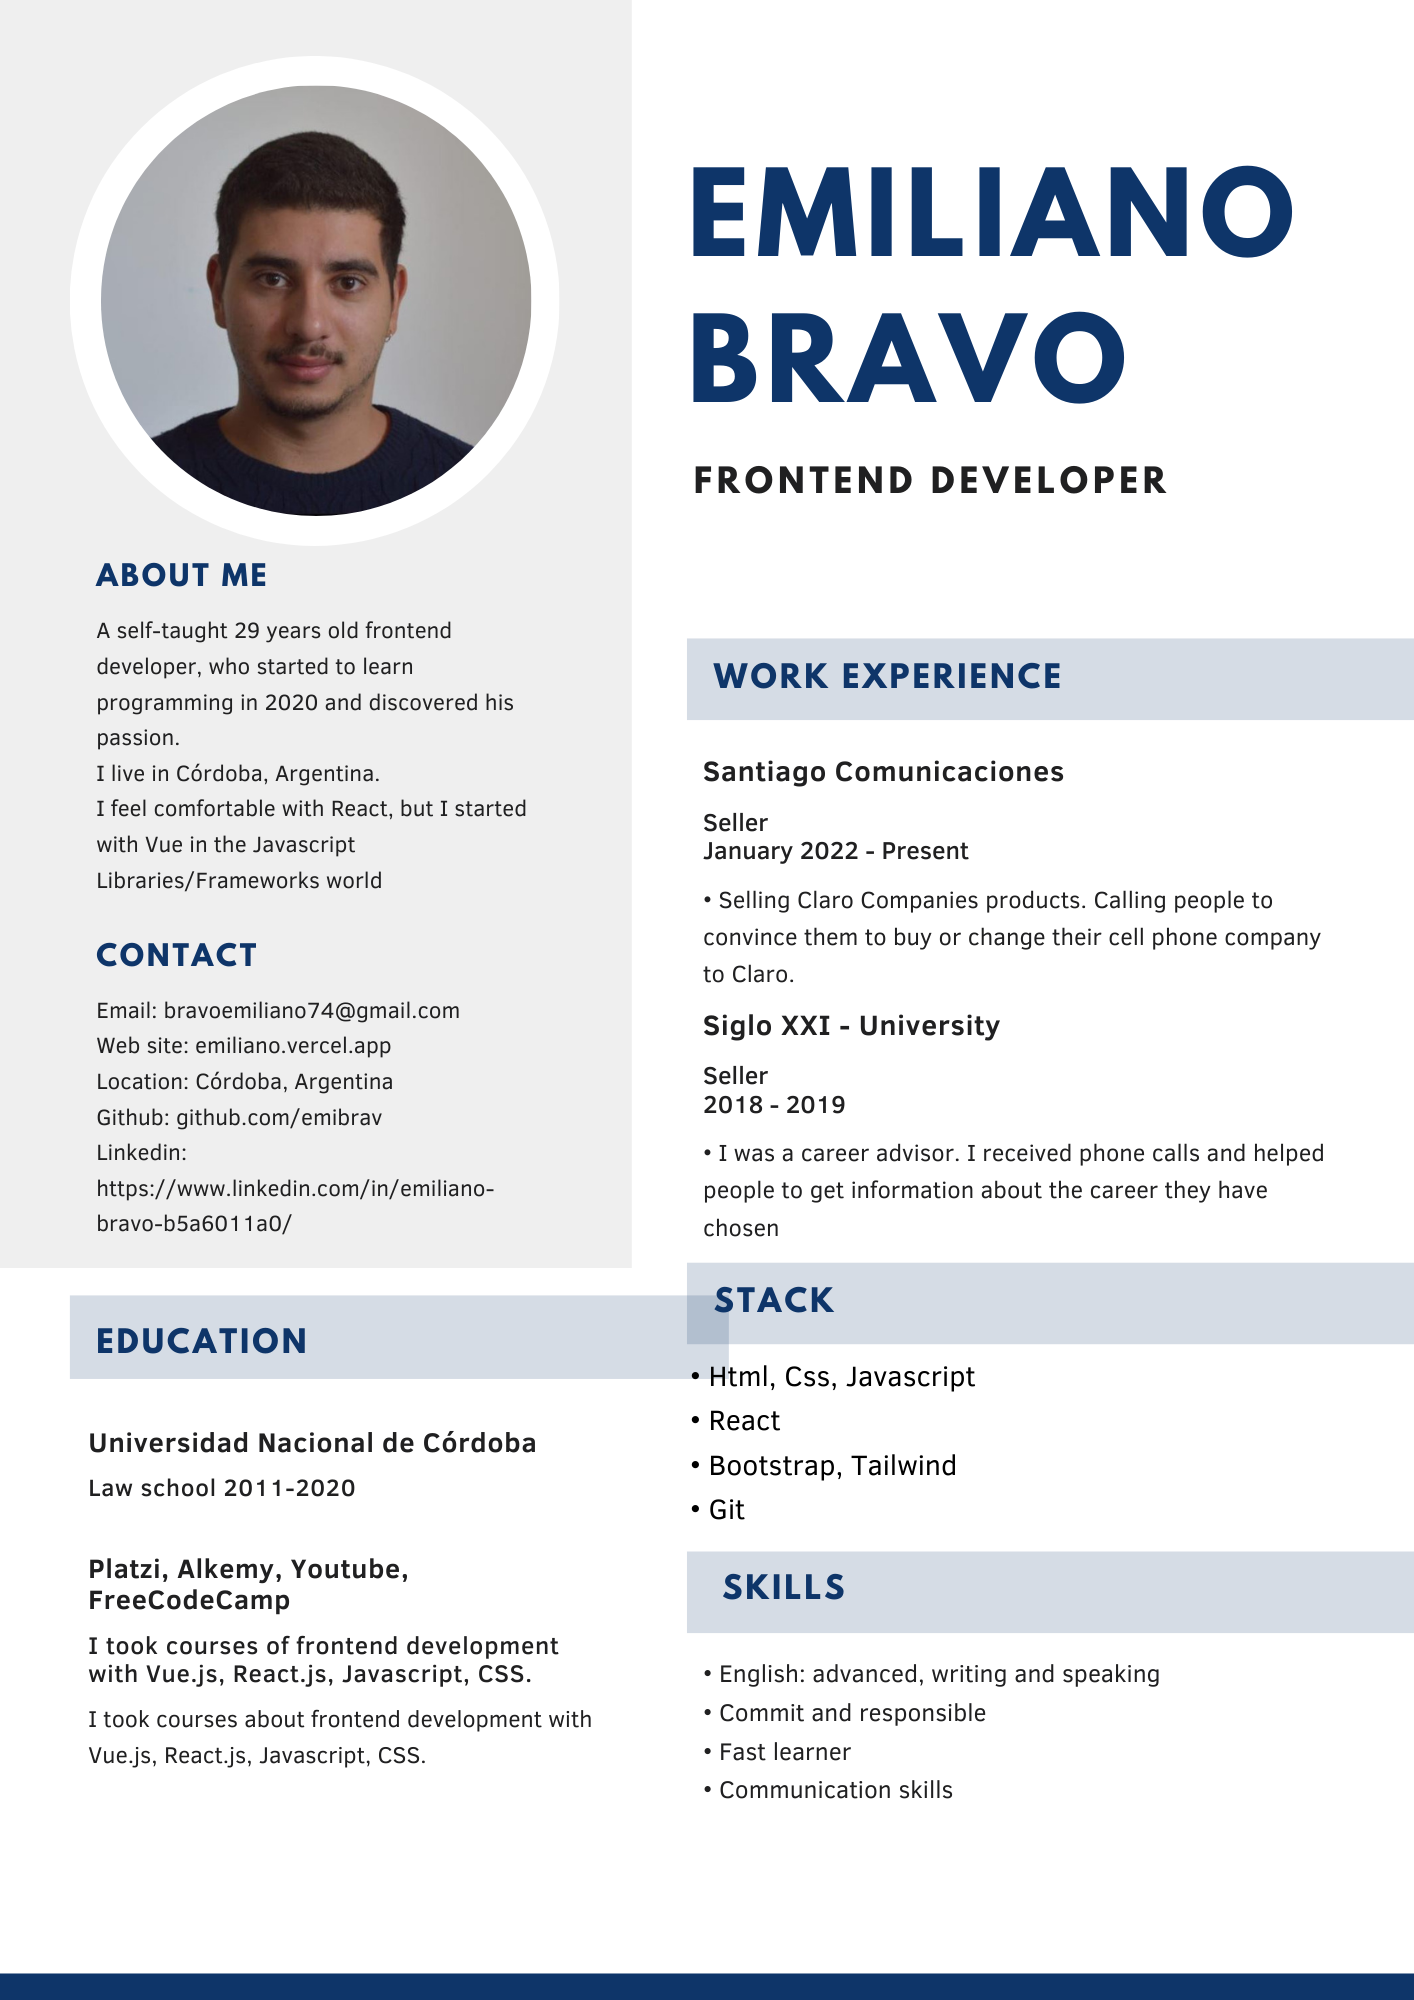 EMILIANO
BRAVO
FRONTEND DEVELOPER
ABOUT ME
A self-taught 29 years old frontend
developer, who started to learn
programming in 2020 and discovered his
passion.
I live in Córdoba, Argentina.
I feel comfortable with React, but I started
with Vue in the Javascript
Libraries/Frameworks world
CONTACT
Email: bravoemiliano74@gmail.com
Web site: emiliano.vercel.app
Location: Córdoba, Argentina
Github: github.com/emibrav
Linkedin:
https://www.linkedin.com/in/emiliano-
bravo-b5a6011a0/
EDUCATION
Universidad Nacional de Córdoba
Law school 2011-2020
Platzi, Alkemy, Youtube,
FreeCodeCamp
I took courses of frontend development
with Vue.js, React.js, Javascript, CSS.
I took courses about frontend development with
Vue.js, React.js, Javascript, CSS.
WORK EXPERIENCE
Santiago Comunicaciones
Seller
January 2022 - Present
• Selling Claro Companies products. Calling people to
convince them to buy or change their cell phone company
to Claro.
Siglo XXI - University
Seller
2018 - 2019
• I was a career advisor. I received phone calls and helped
people to get information about the career they have
chosen
STACK
• Html, Css, Javascript
• React
• Bootstrap, Tailwind
• Git
SKILLS
• English: advanced, writing and speaking
• Commit and responsible
• Fast learner
• Communication skills